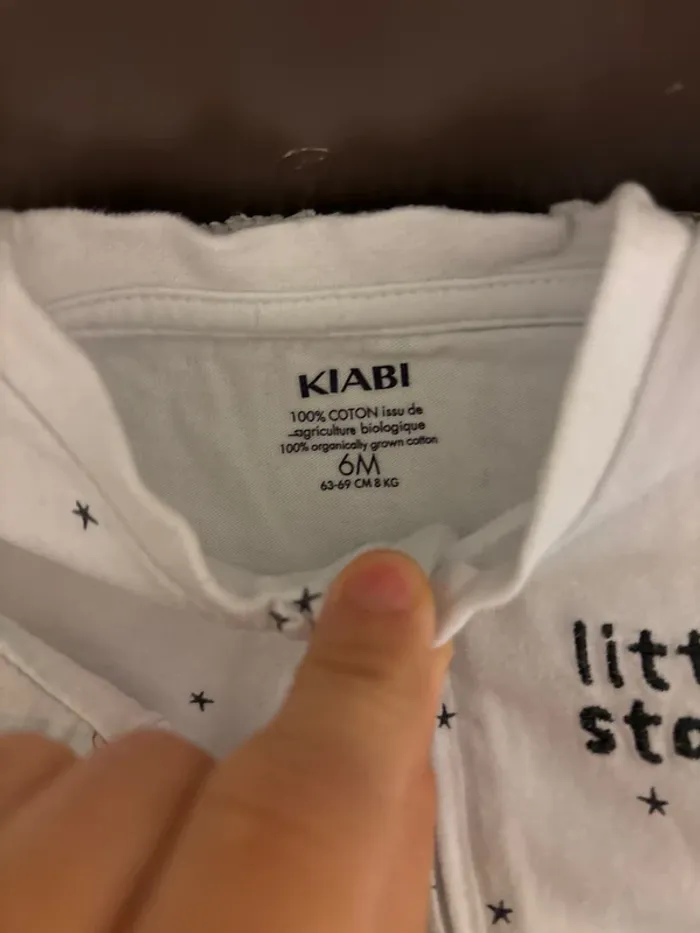 KIABI
100% COTON issu de
agriculture biologique
100% organically grown cotton
6M
63-69 CM 8 KG
litt
sto